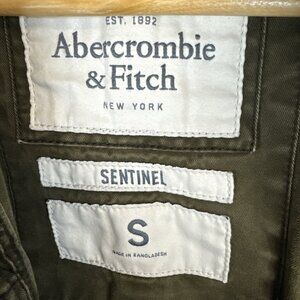 EST. 1892
Abercrombie
& Fitch
NEW YORK
SENTINEL
S
MADE IN BANGLADESH